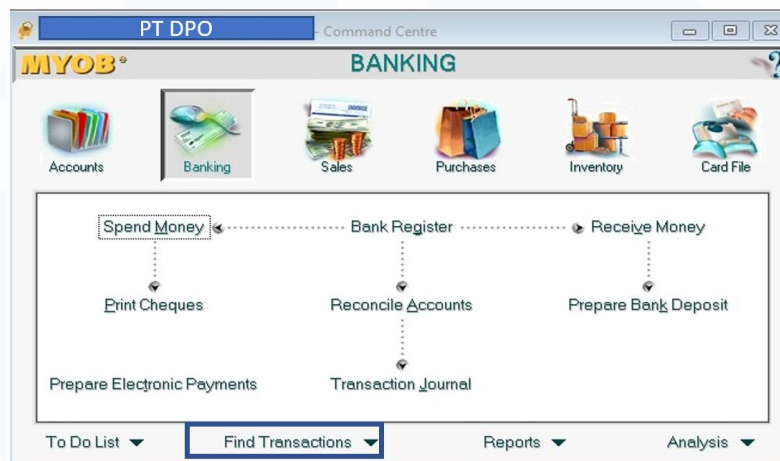 PT DPO - Command Centre
MYOB BANKING ?
Accounts Banking Sales Purchases Inventory Card File
INVOICE
Spend Money Bank Register Receive Money
Print Cheques Reconcile Accounts Prepare Bank Deposit
Prepare Electronic Payments Transaction Journal
To Do List Find Transactions Reports Analysis